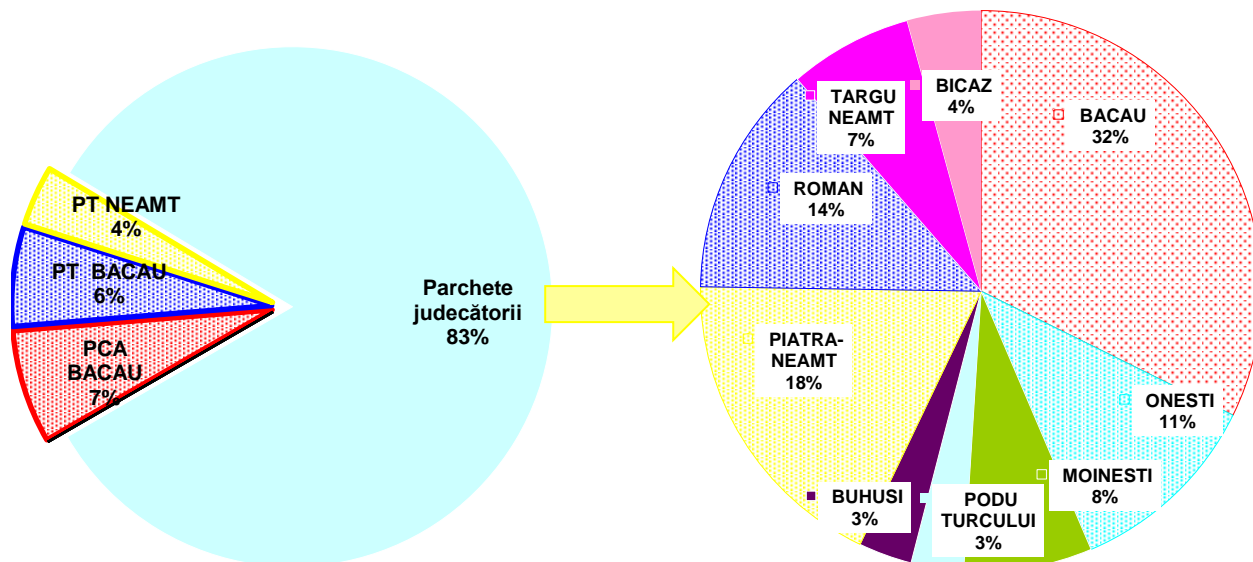 PT NEAMT
4%
PT BACAU
6%
PCA
BACAU
7%
Parchete
judecătorii
83%
TARGU
NEAMT
7%
BICAZ
4%
BACAU
32%
ROMAN
14%
PIATRA-
NEAMT
18%
ONESTI
11%
MOINESTI
8%
BUHUSI
3%
PODU
TURCULUI
3%